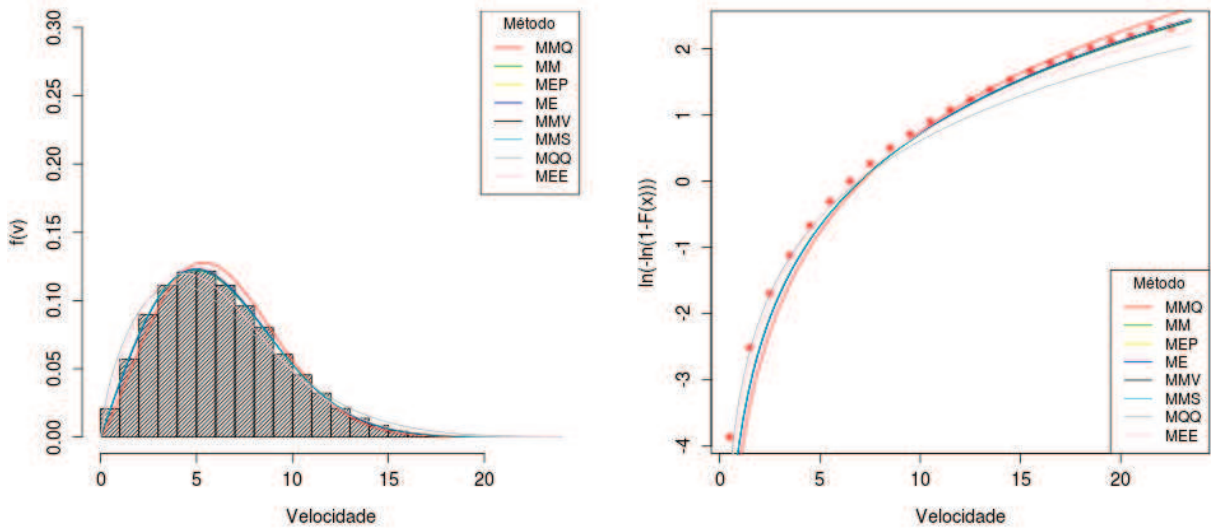 Método
MMQ
MM
MEP
ME
MMV
MMS
MQQ
MEE
f(v)
0.30
0.25
0.20
0.15
0.10
0.05
0.00
0 5 10 15 20
Velocidade
ln(-ln(1-F(x)))
2
1
0
-1
-2
-3
-4
Método
MMQ
MM
MEP
ME
MMV
MMS
MQQ
MEE
0 5 10 15 20
Velocidade